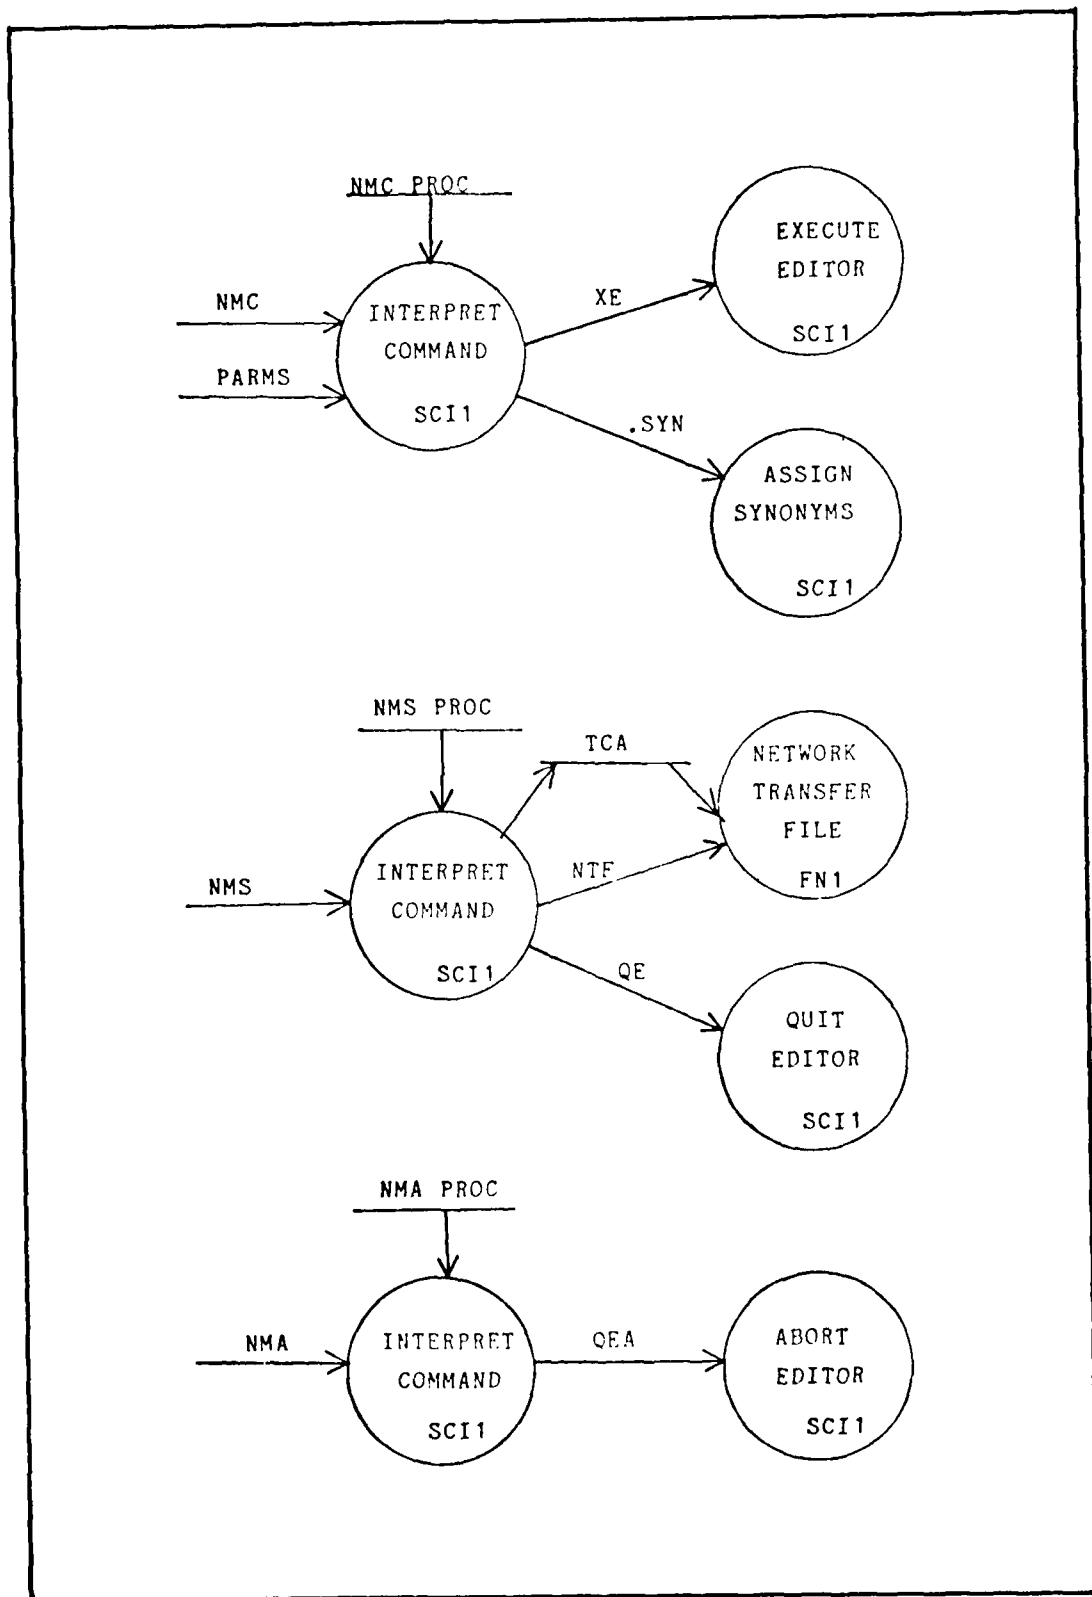 NMC PROC
NMC
PARMS
INTERPRET
COMMAND
SCI1
XE
.SYN
EXECUTE
EDITOR
SCI1
ASSIGN
SYNONYMS
SCI1
NMS PROC
NMS
INTERPRET
COMMAND
SCI1
TCA
NTF
QE
NETWORK
TRANSFER
FILE
FN1
QUIT
EDITOR
SCI1
NMA PROC
NMA
INTERPRET
COMMAND
SCI1
QEA
ABORT
EDITOR
SCI1